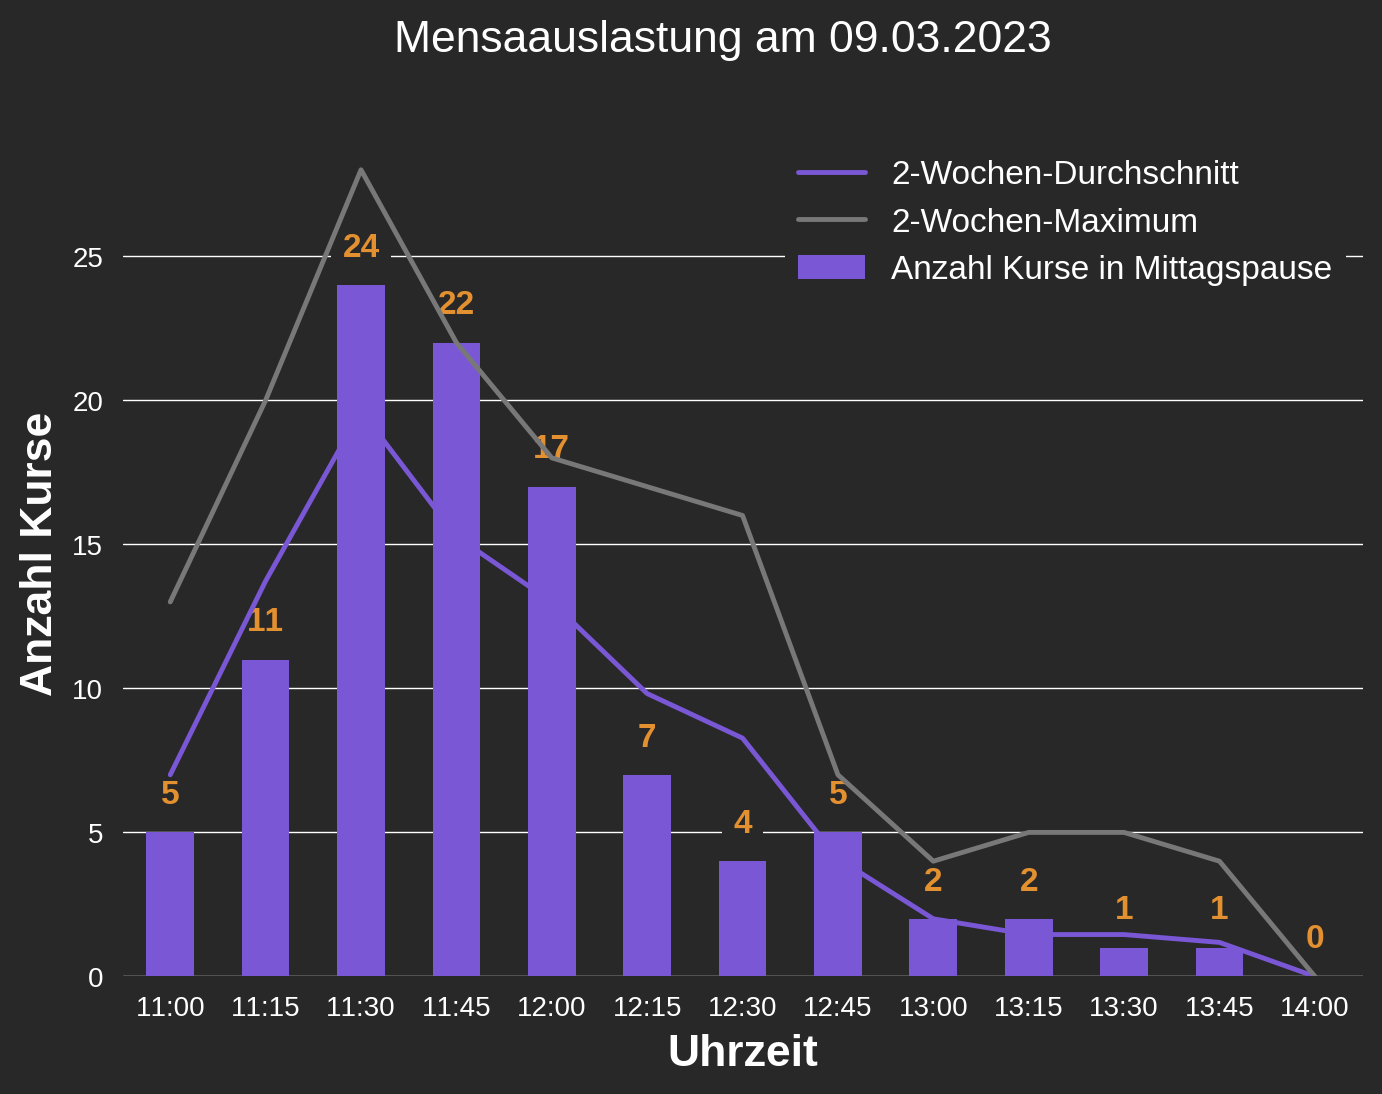 Mensaauslastung am 09.03.2023
2-Wochen-Durchschnitt
2-Wochen-Maximum
Anzahl Kurse in Mittagspause
Anzahl Kurse
25
20
15
10
5
0
5
11
24
22
17
7
4
5
2
2
1
1
0
11:00 11:15 11:30 11:45 12:00 12:15 12:30 12:45 13:00 13:15 13:30 13:45 14:00
Uhrzeit